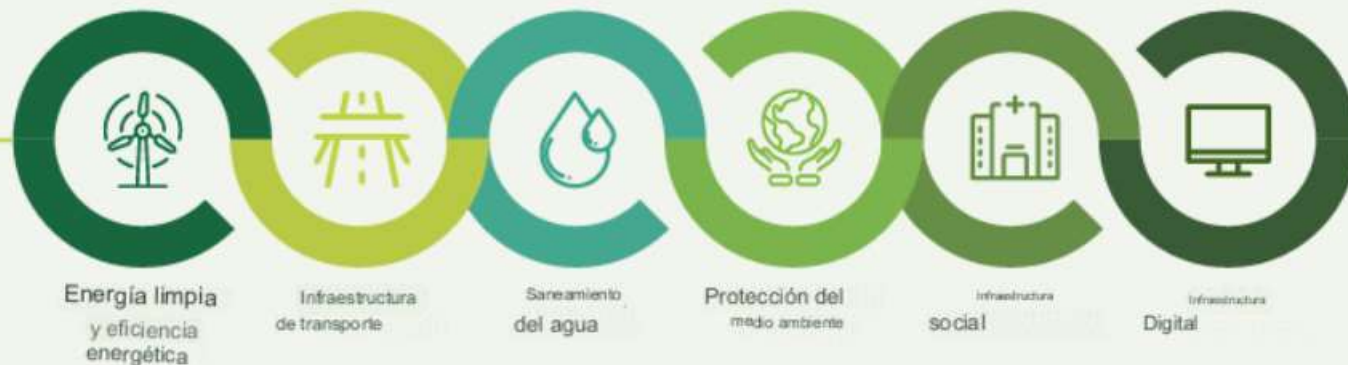 Energía limpia
y eficiencia
energética
Infraestructura
de transporte
Saneamiento
del agua
Protección del
medio ambiente
Infraestructura
social
Infraestructura
Digital